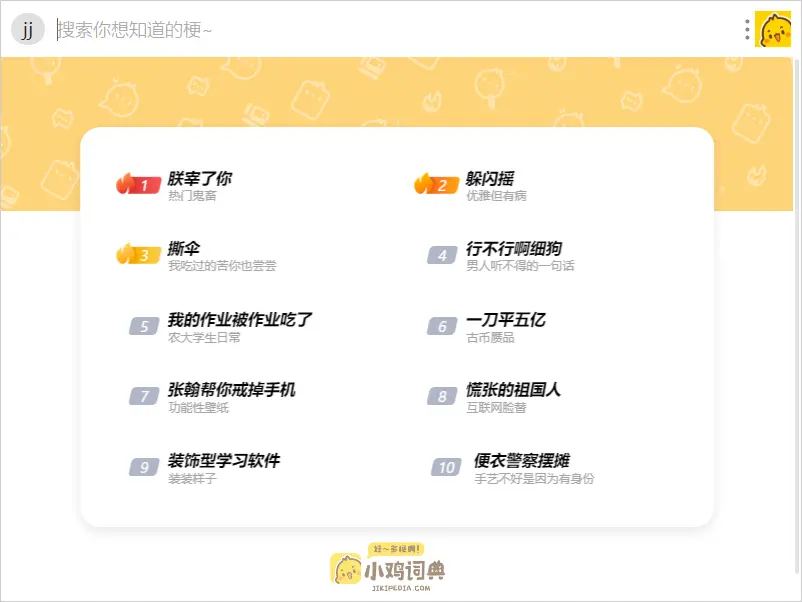 jj 搜索你想知道的梗~
1 朕宰了你
热门鬼畜
2 躲闪摇
优雅但有病
3 撕伞
我吃过的苦你也尝尝
4 行不行啊细狗
男人听不得的一句话
5 我的作业被作业吃了
农大学生日常
6 一刀平五亿
古币赝品
7 张翰帮你戒掉手机
功能性壁纸
8 慌张的祖国人
互联网脸替
9 装饰型学习软件
装装样子
10 便衣警察摆摊
手艺不好是因为有身份
好~多梗啊!
小鸡词典
JIKIPEDIA.COM